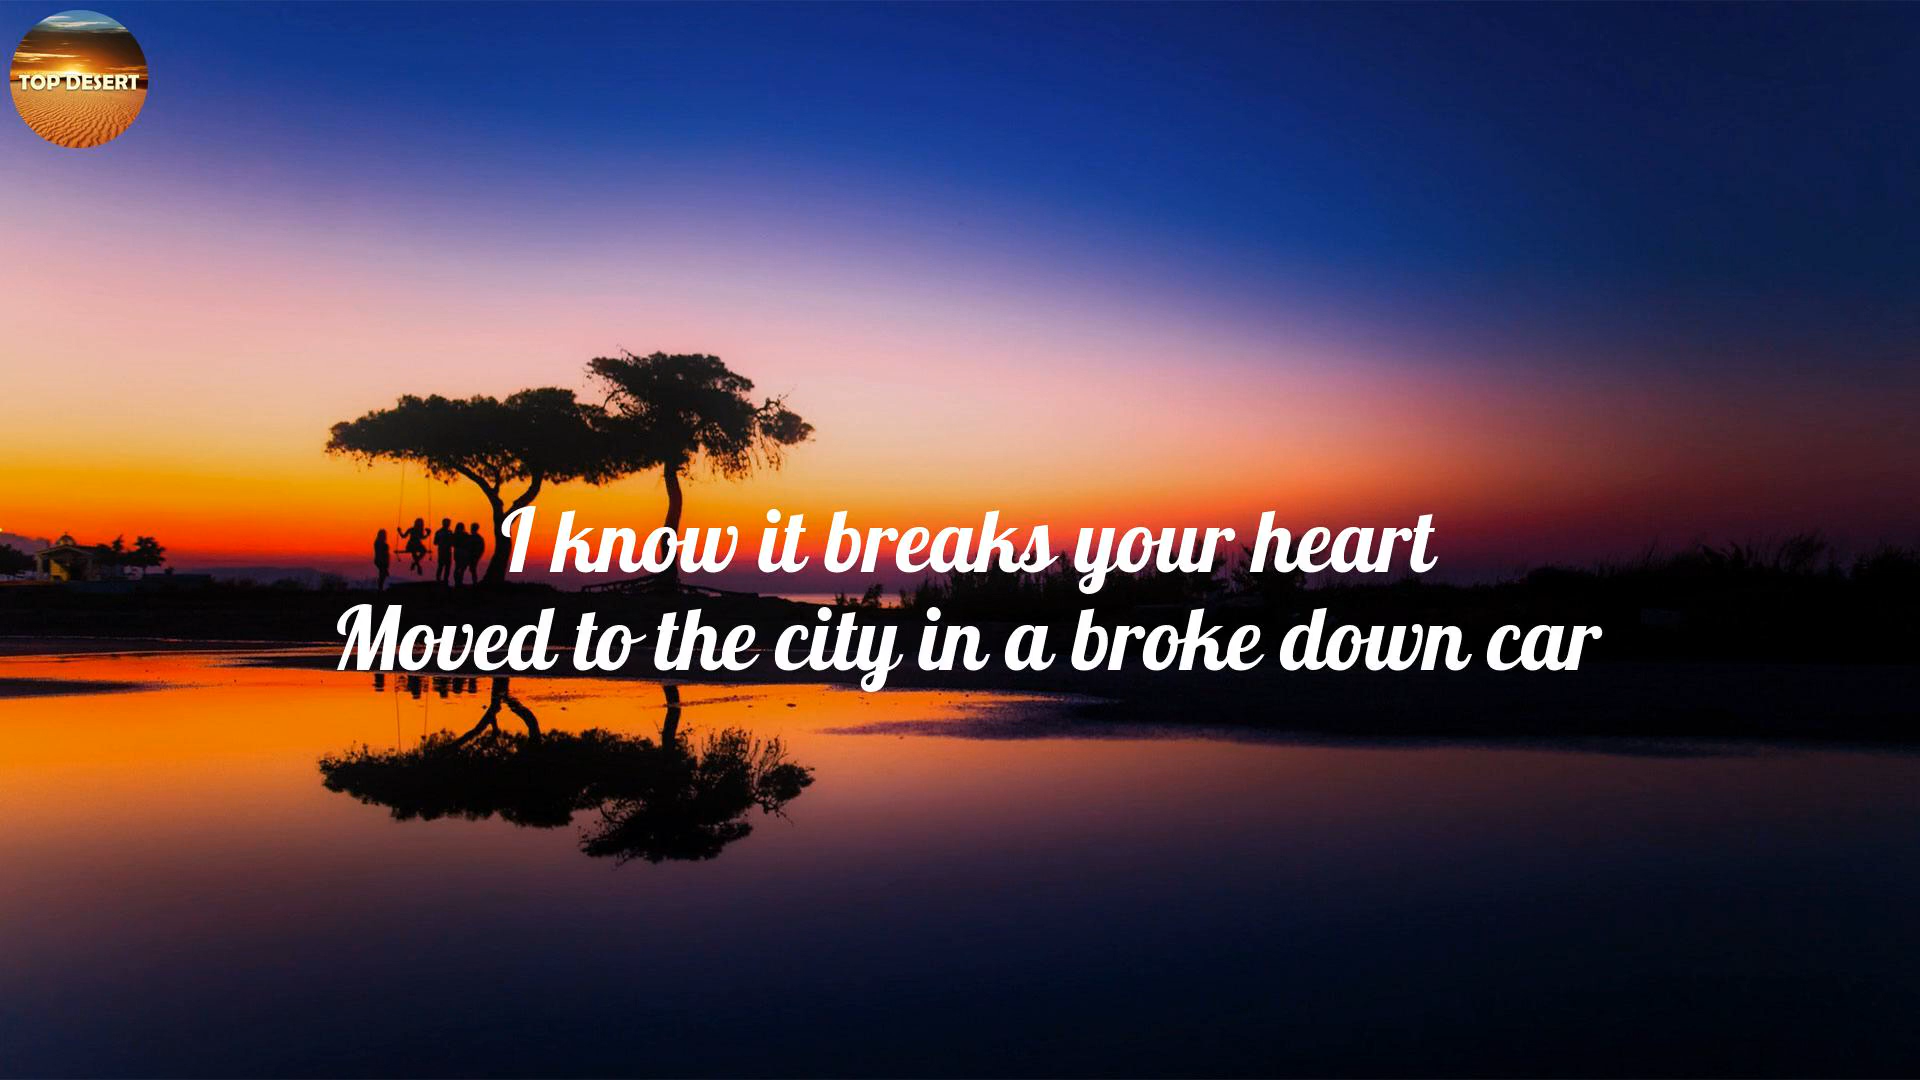 TOP DESERT
I know it breaks your heart
Moved to the city in a broke down car